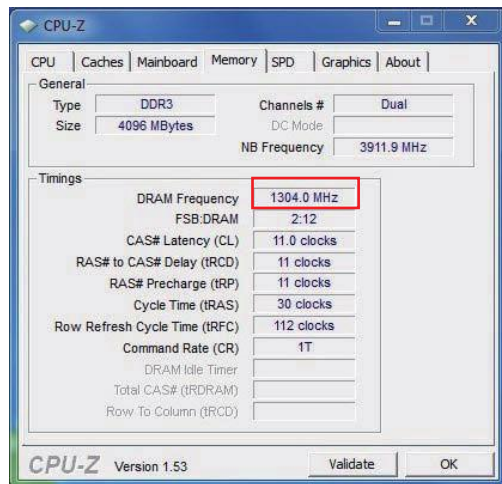 CPU-Z
CPU Caches Mainboard Memory SPD Graphics About
General
Type DDR3 Channels # Dual
Size 4096 MBytes DC Mode
NB Frequency 3911.9 MHz
Timings
DRAM Frequency 1304.0 MHz
FSB:DRAM 2:12
CAS# Latency (CL) 11.0 clocks
RAS# to CAS# Delay (tRCD) 11 clocks
RAS# Precharge (tRP) 11 clocks
Cycle Time (tRAS) 30 clocks
Row Refresh Cycle Time (tRFC) 112 clocks
Command Rate (CR) 1T
DRAM Idle Timer
Total CAS# (tRDRAM)
Row To Column (tRCD)
CPU-Z Version 1.53 Validate OK